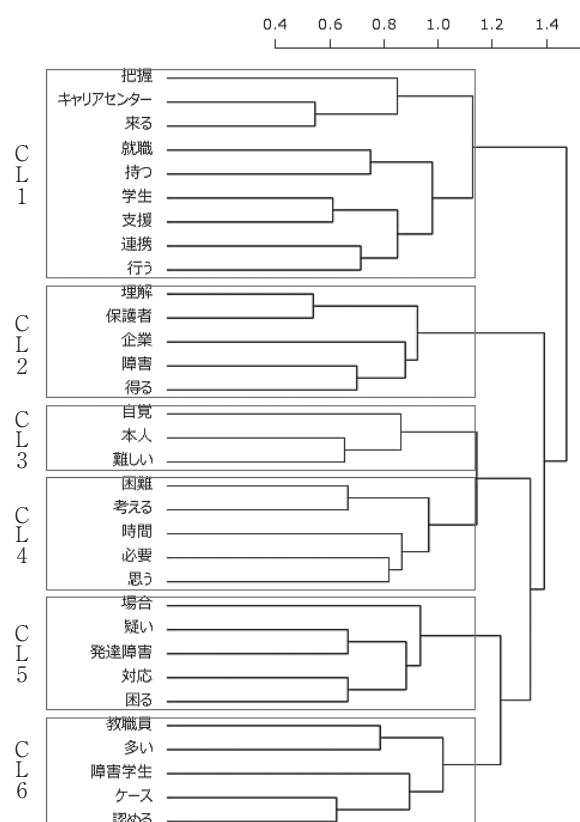 0.4 0.6 0.8 1.0 1.2 1.4
CL1
把握
キャリアセンター
来る
就職
持つ
学生
支援
連携
行う
CL2
理解
保護者
企業
障害
得る
CL3
自覚
本人
難しい
CL4
困難
考える
時間
必要
思う
CL5
場合
疑い
発達障害
対応
困る
CL6
教職員
多い
障害学生
ケース
認める